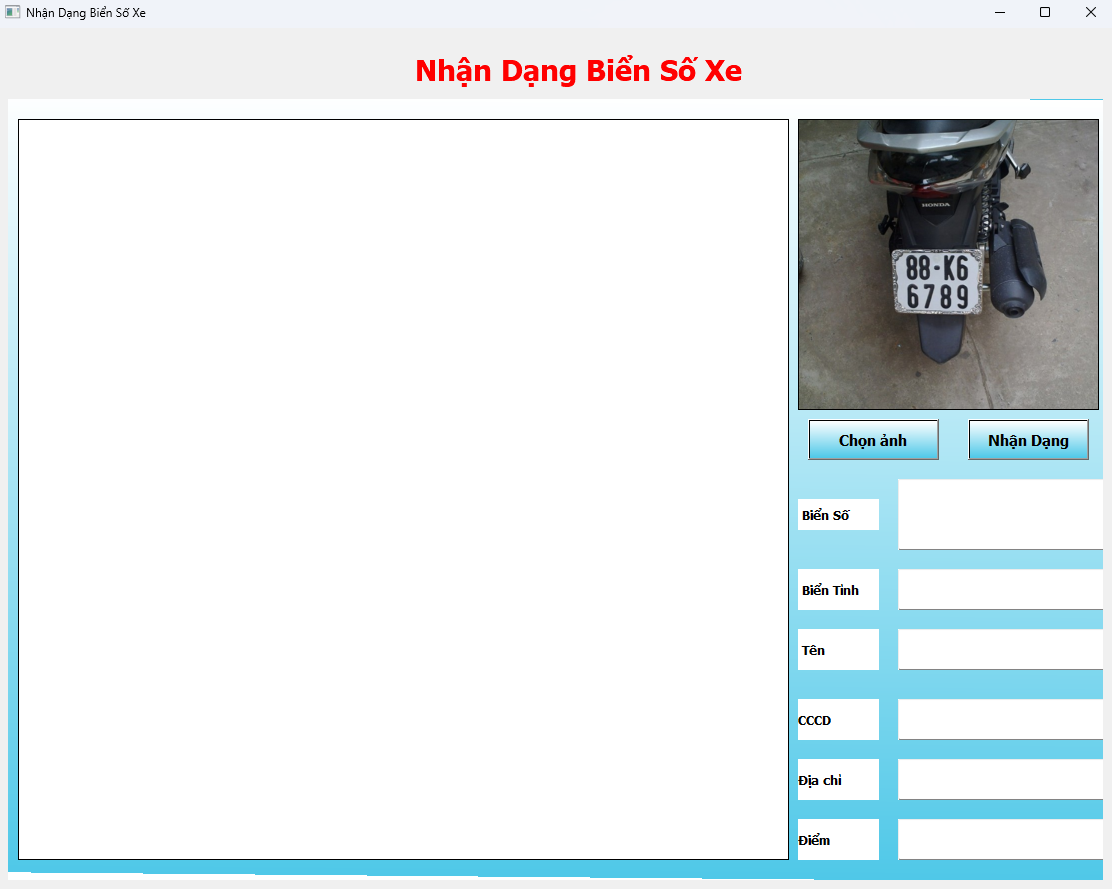 Nhận Dạng Biển Số Xe
Nhận Dạng Biển Số Xe
HONDA
88-K6
6789
Chọn ảnh
Nhận Dạng
Biển Số
Biển Tỉnh
Tên
CCCD
Địa chỉ
Điểm